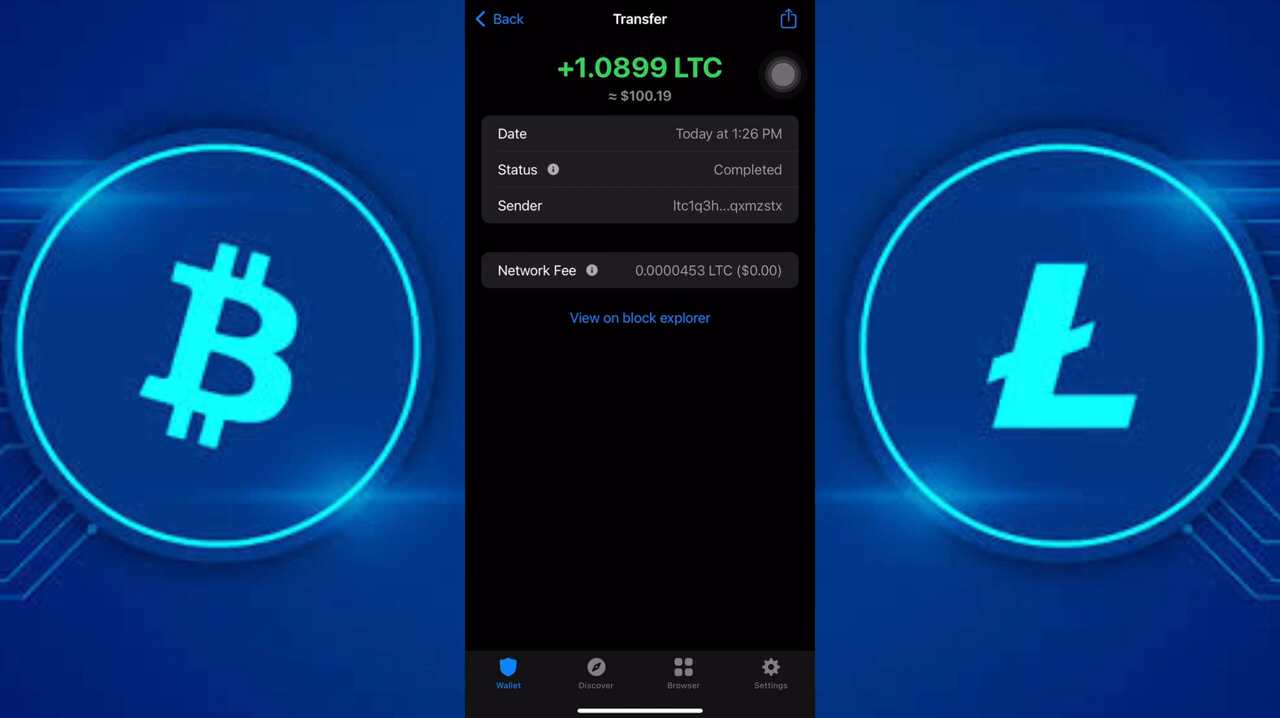 Back
Transfer
+1.0899 LTC
≈ $100.19
Date Today at 1:26 PM
Status Completed
Sender ltc1q3h...qxmzstx
Network Fee 0.0000453 LTC ($0.00)
View on block explorer
Wallet Discover Browser Settings